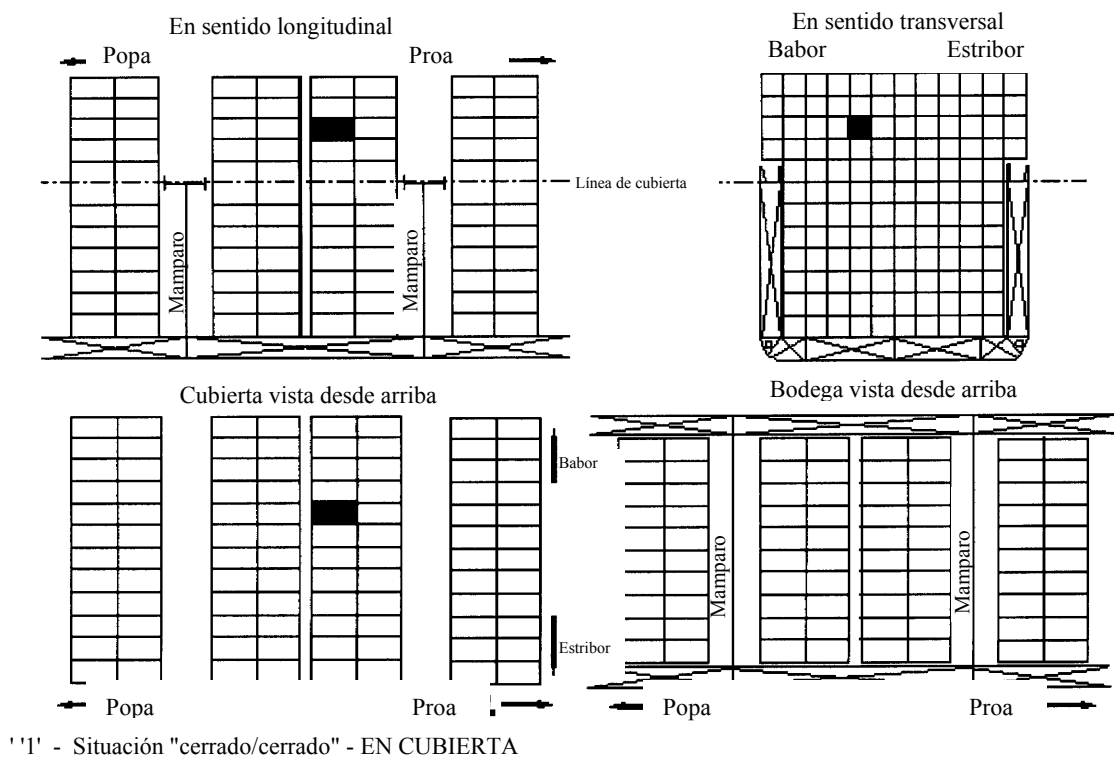 En sentido longitudinal
Popa Proa
En sentido transversal
Babor Estribor
Línea de cubierta
Mamparo
Mamparo
Cubierta vista desde arriba
Babor
Estribor
Popa Proa
Bodega vista desde arriba
Mamparo
Mamparo
Popa Proa
' '1' - Situación "cerrado/cerrado" - EN CUBIERTA